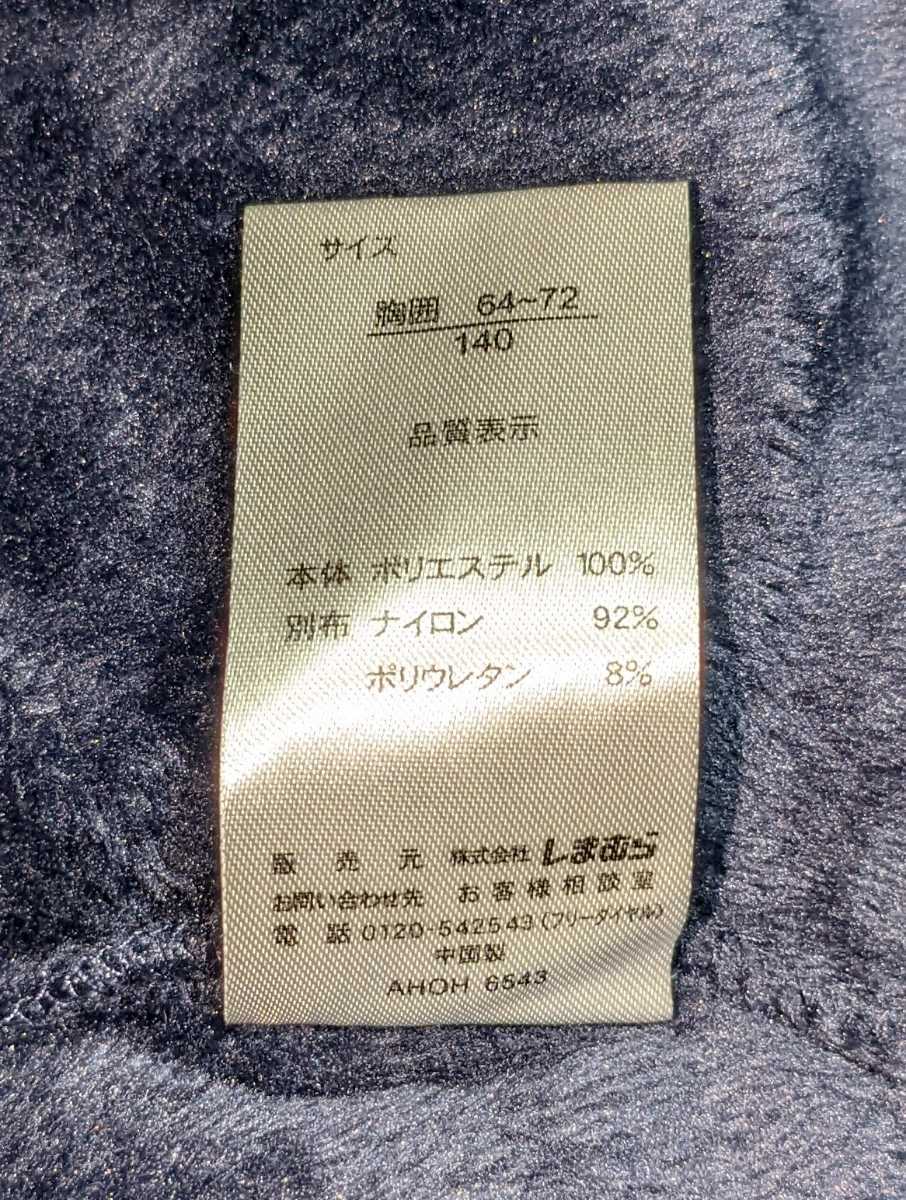 サイズ
胸囲 64~72
140
品質表示
本体 ポリエステル 100%
別布 ナイロン 92%
ポリウレタン 8%
販売元 株式会社 しまむら
お問い合わせ先 お客様相談室
電話 0120-542543(フリーダイヤル)
中国製
AHOH 6543